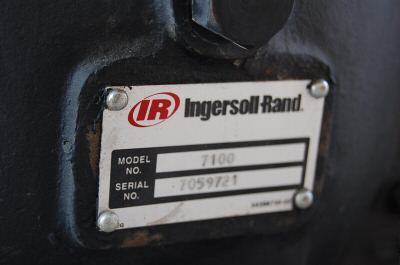 IR Ingersoll-Rand.
MODEL NO. 7100
SERIAL NO. 7059721